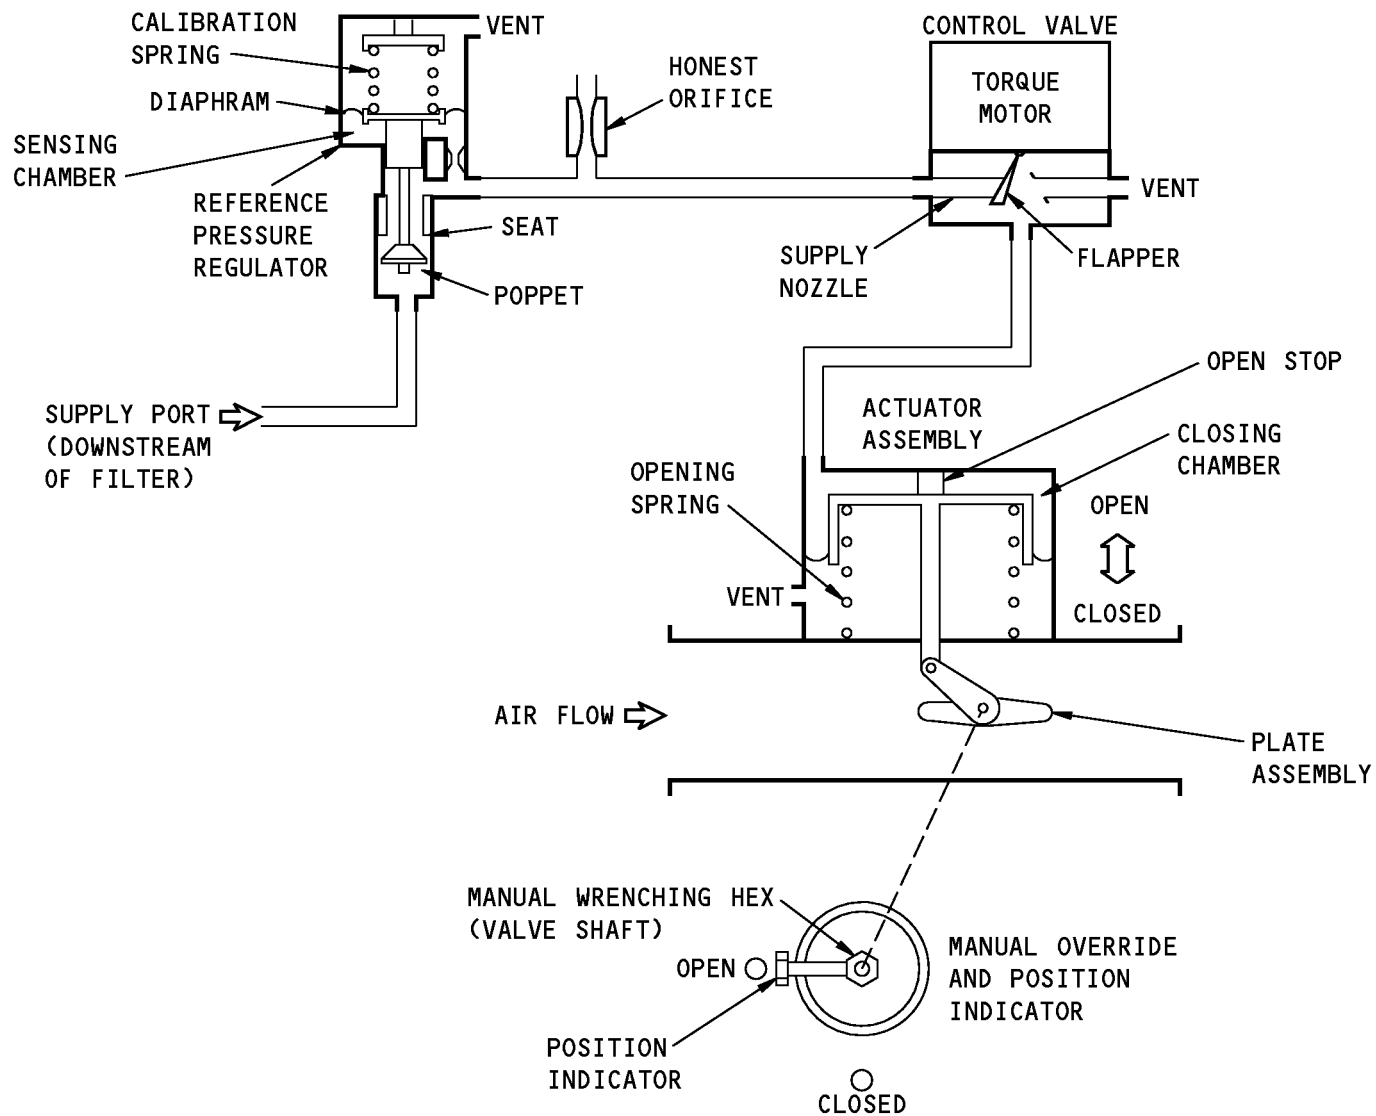 CALIBRATION
SPRING
VENT
CONTROL VALVE
TORQUE
MOTOR
HONEST
ORIFICE
DIAPHRAM
SENSING
CHAMBER
REFERENCE
PRESSURE
REGULATOR
SEAT
POPPET
VENT
SUPPLY
NOZZLE
FLAPPER
SUPPLY PORT
(DOWNSTREAM
OF FILTER)
OPEN STOP
ACTUATOR
ASSEMBLY
CLOSING
CHAMBER
OPENING
SPRING
OPEN
VENT
CLOSED
AIR FLOW
PLATE
ASSEMBLY
MANUAL WRENCHING HEX
(VALVE SHAFT)
OPEN
MANUAL OVERRIDE
AND POSITION
INDICATOR
POSITION
INDICATOR
CLOSED